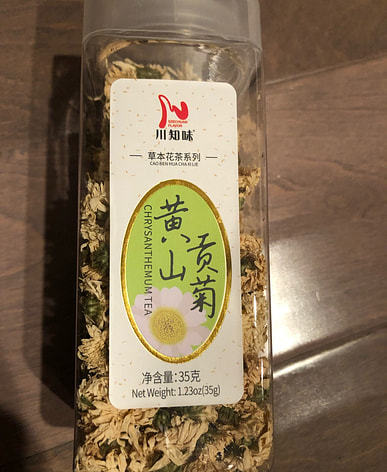 SZECHUAN
FLAVOR
川知味
草本花茶系列
CAO BEN HUA CHA XI LIE
黄山
贡菊
CHRYSANTHEMUM TEA
净含量:35克
Net Weight: 1.23oz(35g)